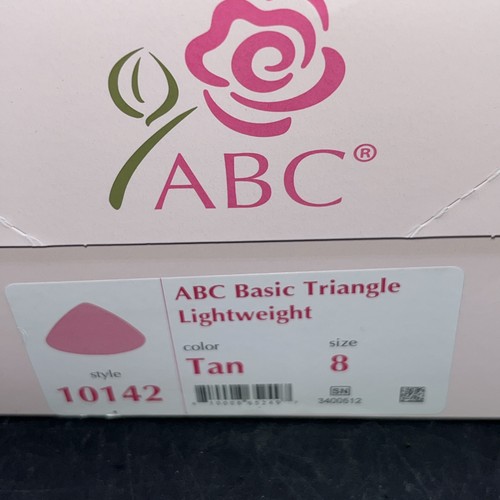 ABC®
ABC Basic Triangle
Lightweight
color
size
Tan
8
style
10142
SN
3400512